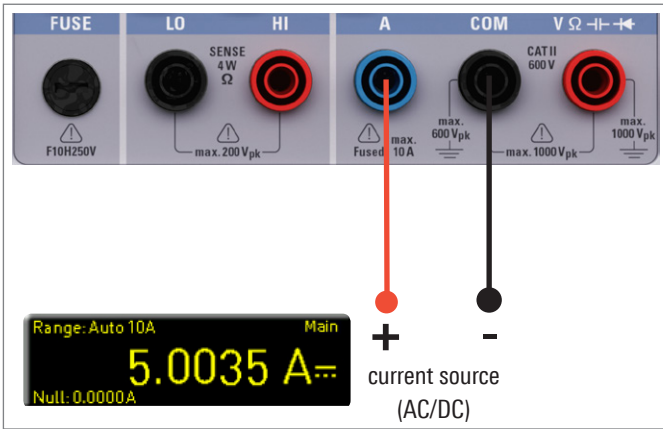 FUSE LO HI A COM V Ω ⊣⊢ ⯇
SENSE
4 W
Ω
CAT II
600 V
max.
600 Vpk
max.
1000 Vpk
F10H250V
max. 200 Vpk
max.
Fused 10 A
max. 1000 Vpk
Range: Auto 10A Main
5.0035 A⎓
Null: 0.0000A
+ -
current source
(AC/DC)